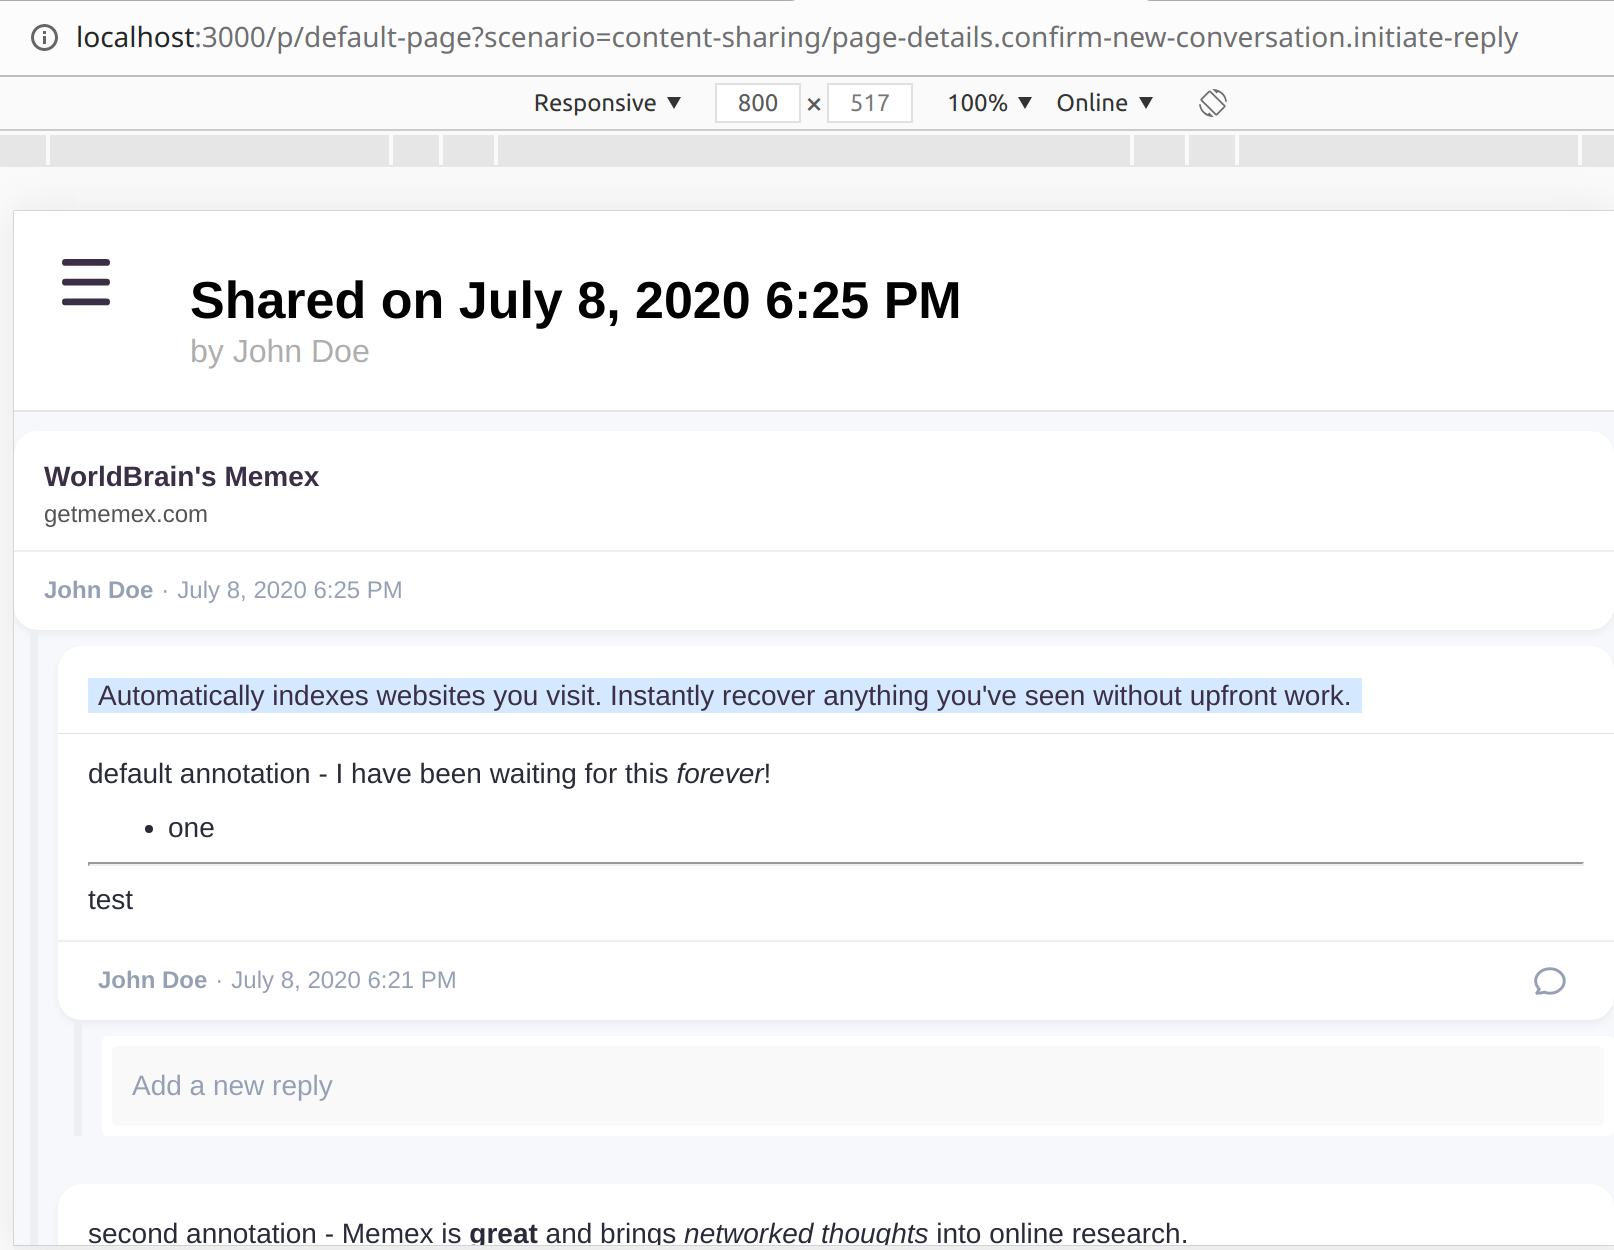 localhost:3000/p/default-page?scenario=content-sharing/page-details.confirm-new-conversation.initiate-reply
Responsive ▼ 800 × 517 100% ▼ Online ▼
Shared on July 8, 2020 6:25 PM
by John Doe
WorldBrain's Memex
getmemex.com
John Doe · July 8, 2020 6:25 PM
Automatically indexes websites you visit. Instantly recover anything you've seen without upfront work.
default annotation - I have been waiting for this forever!
• one
test
John Doe · July 8, 2020 6:21 PM
Add a new reply
second annotation - Memex is great and brings networked thoughts into online research.